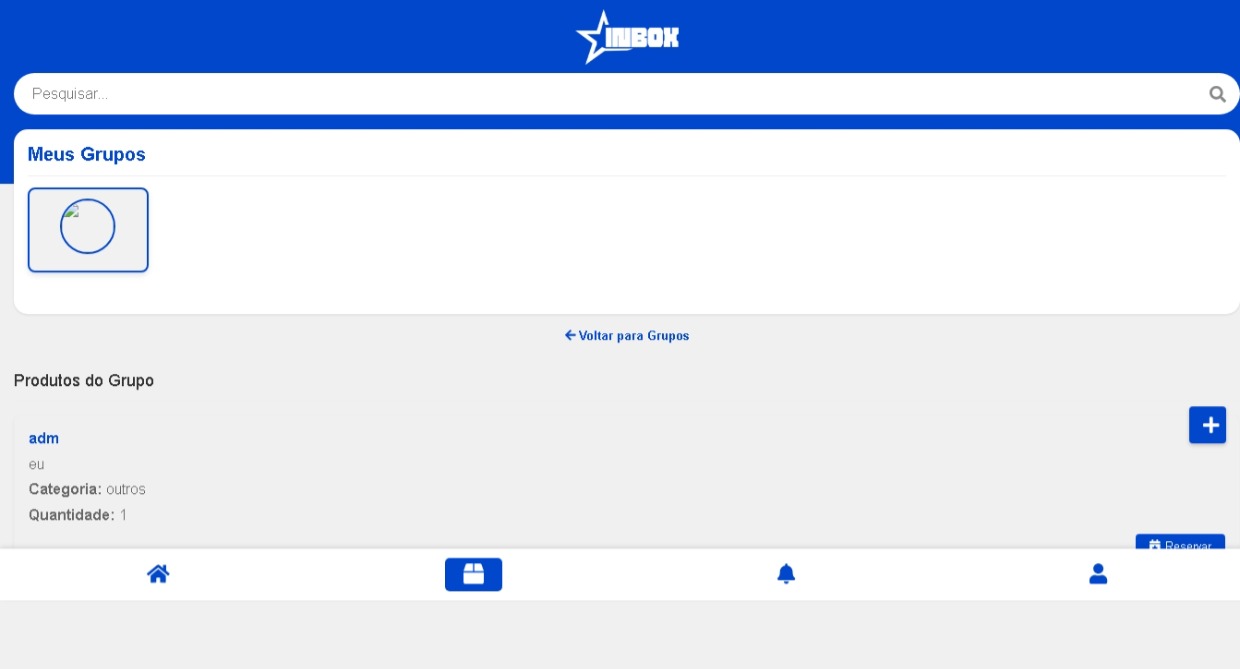 INBOX
Pesquisar...
Meus Grupos
Voltar para Grupos
Produtos do Grupo
adm
eu
Categoria: outros
Quantidade: 1
Reservar